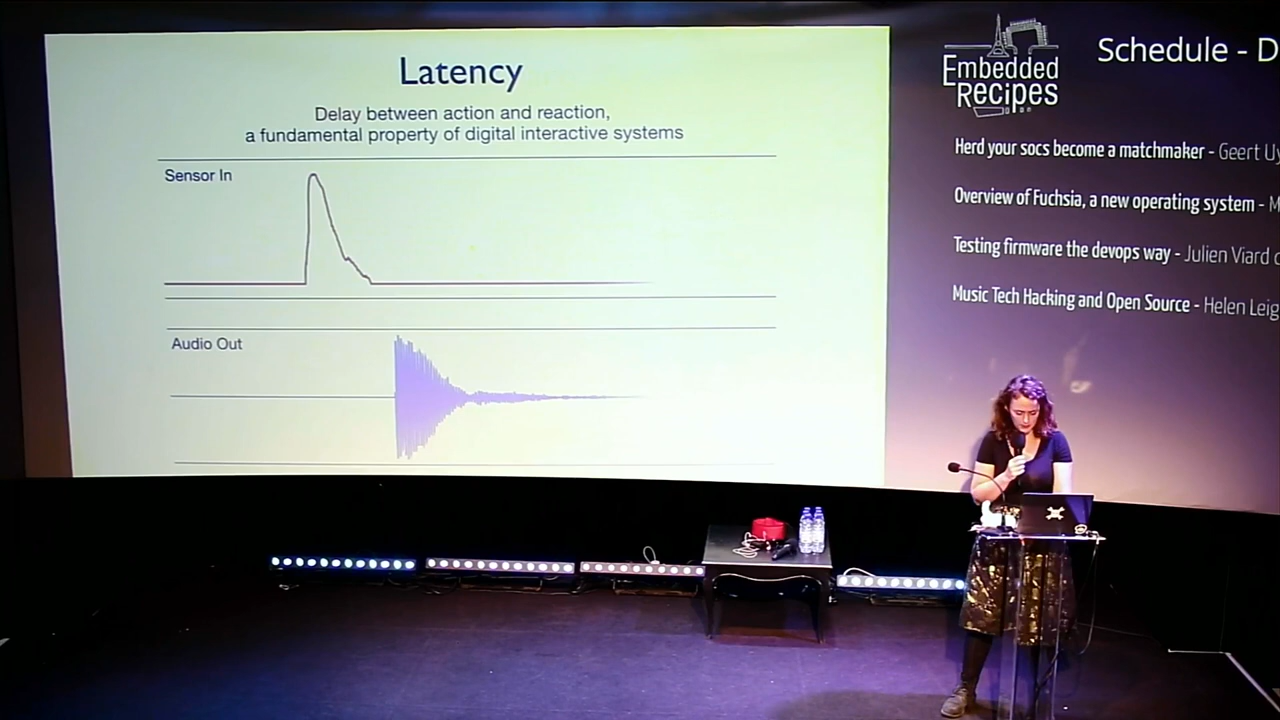 Latency
Delay between action and reaction,
a fundamental property of digital interactive systems
Sensor In
Audio Out
Embedded
Recipes
Schedule - D
Herd your socs become a matchmaker - Geert Uy
Overview of Fuchsia, a new operating system - M
Testing firmware the devops way - Julien Viard d
Music Tech Hacking and Open Source - Helen Leig